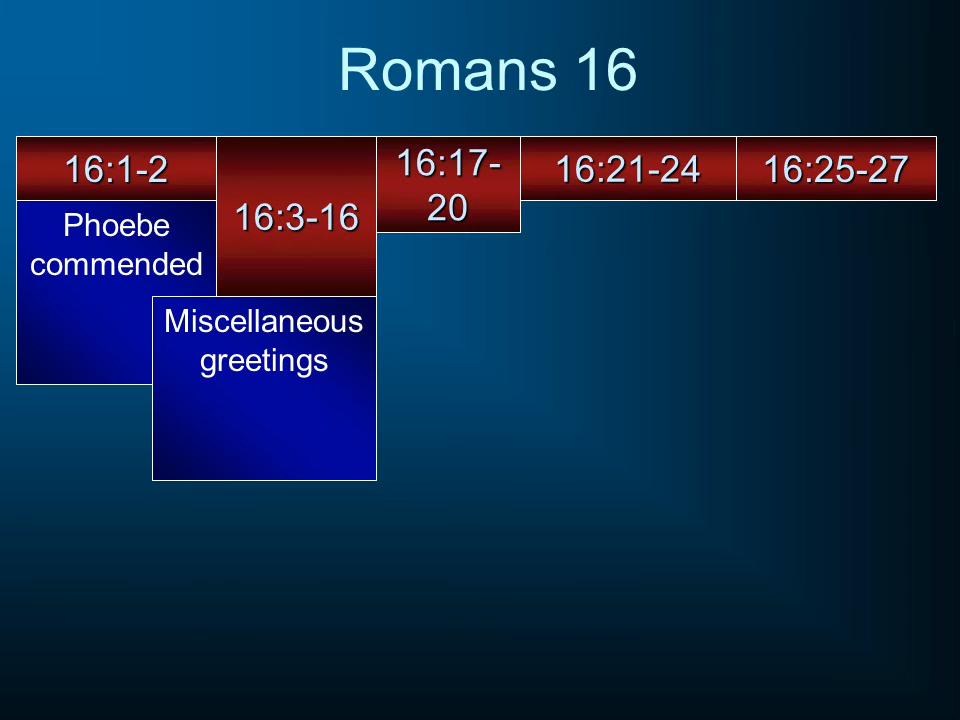 Romans 16
16:1-2
16:3-16
16:17-
20
16:21-24
16:25-27
Phoebe
commended
Miscellaneous
greetings